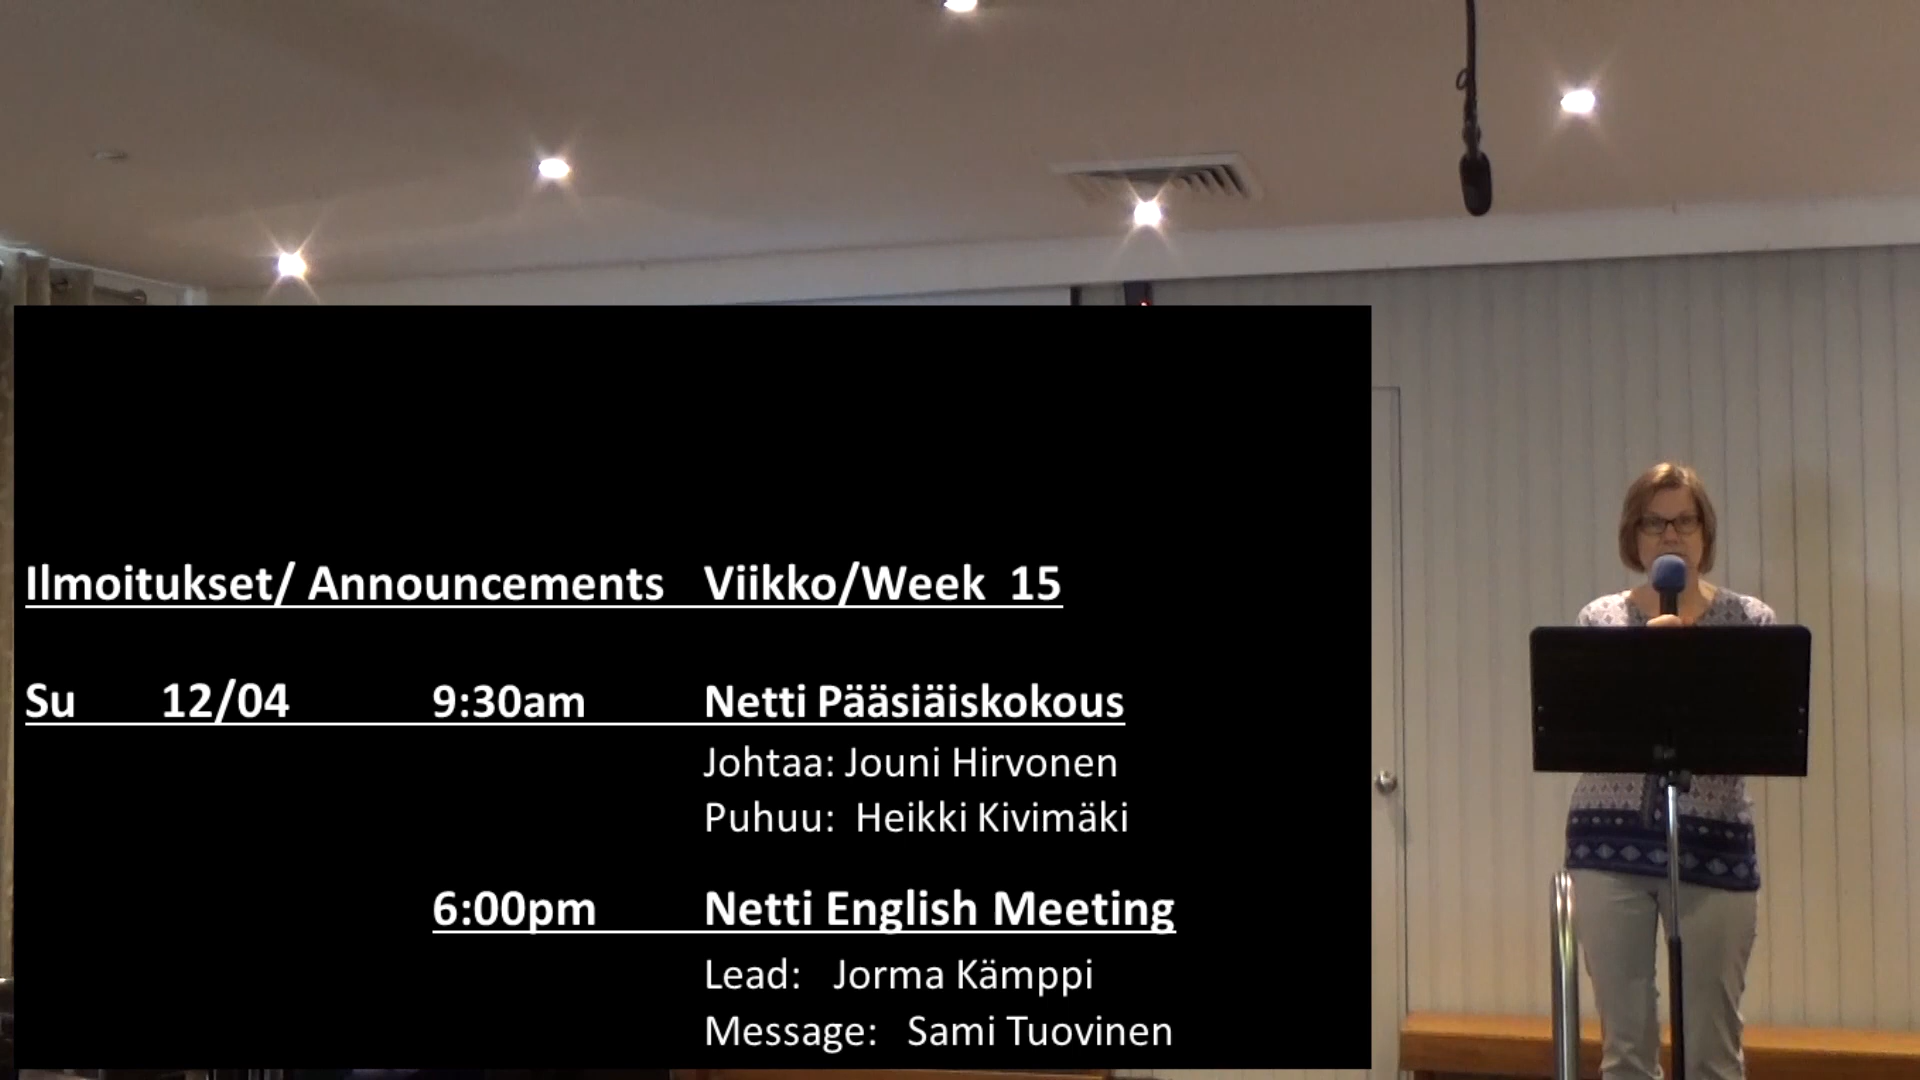 Ilmoitukset/ Announcements Viikko/Week 15
Su 12/04 9:30am Netti Pääsiäiskokous
Johtaa: Jouni Hirvonen
Puhuu: Heikki Kivimäki
6:00pm Netti English Meeting
Lead: Jorma Kämppi
Message: Sami Tuovinen